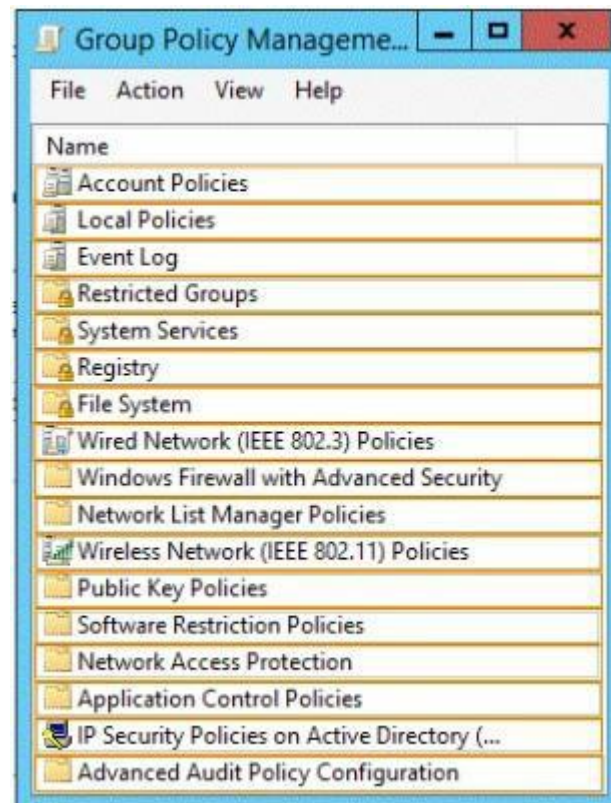 Group Policy Manageme...
File Action View Help
Name
Account Policies
Local Policies
Event Log
Restricted Groups
System Services
Registry
File System
Wired Network (IEEE 802.3) Policies
Windows Firewall with Advanced Security
Network List Manager Policies
Wireless Network (IEEE 802.11) Policies
Public Key Policies
Software Restriction Policies
Network Access Protection
Application Control Policies
IP Security Policies on Active Directory (...
Advanced Audit Policy Configuration